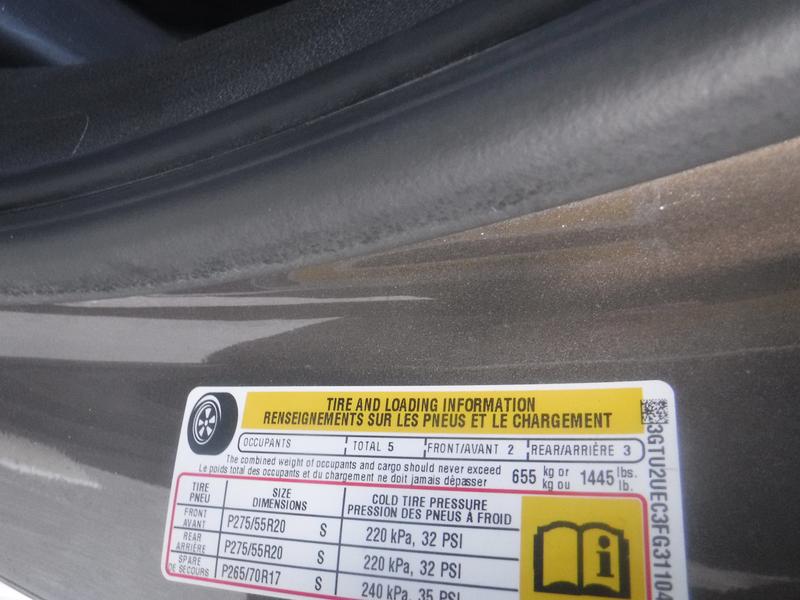 TIRE AND LOADING INFORMATION
RENSEIGNEMENTS SUR LES PNEUS ET LE CHARGEMENT
OCCUPANTS TOTAL 5 FRONT/AVANT 2 REAR/ARRIÈRE 3
The combined weight of occupants and cargo should never exceed 655 kg or 1445 lbs.
Le poids total des occupants et du chargement ne doit jamais dépasser kg ou lb.
TIRE SIZE COLD TIRE PRESSURE
PNEU DIMENSIONS PRESSION DES PNEUS À FROID
FRONT
AVANT P275/55R20 S 220 kPa, 32 PSI
REAR
ARRIÈRE P275/55R20 S 220 kPa, 32 PSI
SPARE
DE SECOURS P265/70R17 S 240 kPa, 35 PSI
3GTU2UEC3FG31104